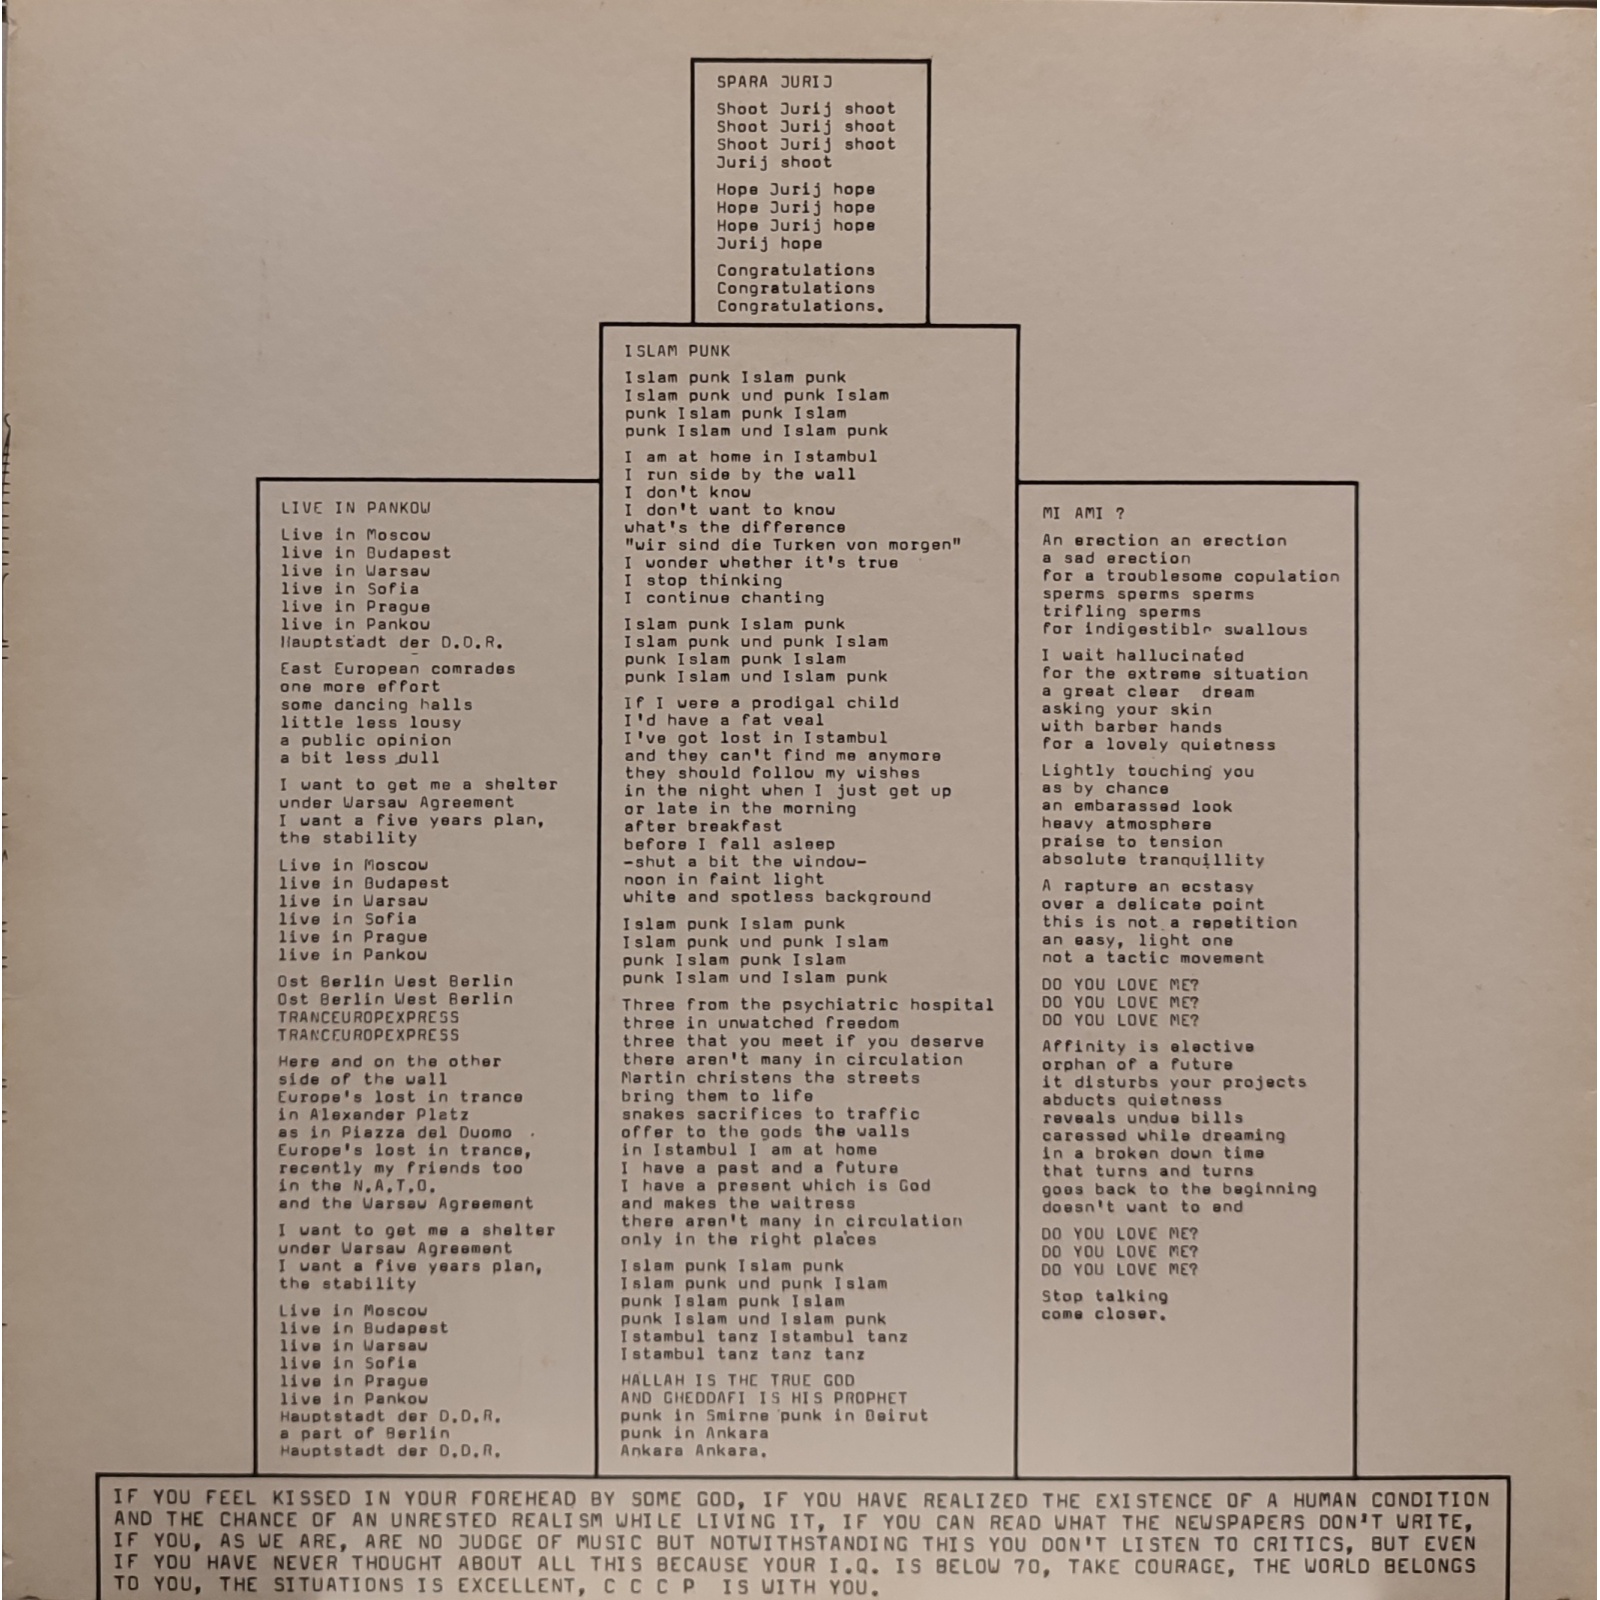 SPARA JURIJ
Shoot Jurij shoot
Shoot Jurij shoot
Shoot Jurij shoot
Jurij shoot
Hope Jurij hope
Hope Jurij hope
Hope Jurij hope
Jurij hope
Congratulations
Congratulations
Congratulations.
LIVE IN PANKOW
Live in Moscow
live in Budapest
live in Warsaw
live in Sofia
live in Prague
live in Pankow
Hauptstadt der D.D.R.
East European comrades
one more effort
some dancing halls
little less lousy
a public opinion
a bit less dull
I want to get me a shelter
under Warsaw Agreement
I want a five years plan,
the stability
Live in Moscow
live in Budapest
live in Warsaw
live in Sofia
live in Prague
live in Pankow
Ost Berlin West Berlin
Ost Berlin West Berlin
TRANCEUROPEXPRESS
TRANCEUROPEXPRESS
Here and on the other
side of the wall
Europe's lost in trance
in Alexander Pletz
as in Piazza del Duomo
Europe's lost in trance,
recently my friends too
in the N.A.T.O.
and the Warsaw Agreement
I want to get me a shelter
under Warsaw Agreement
I want a five years plan,
the stability
Live in Moscow
live in Budapest
live in Warsaw
live in Sofia
live in Prague
live in Pankow
Hauptstadt der D.D.R.
a part of Berlin
Hauptstadt der D.D.R.
ISLAM PUNK
Islam punk Islam punk
Islam punk und punk Islam
punk Islam punk Islam
punk Islam und Islam punk
I am at home in Istambul
I run side by the wall
I don't know
I don't want to know
what's the difference
"wir sind die Turken von morgen"
I wonder whether it's true
I stop thinking
I continue chanting
Islam punk Islam punk
Islam punk und punk Islam
punk Islam punk Islam
punk Islam und Islam punk
If I were a prodigal child
I'd have a fat veal
I've got lost in Istambul
and they can't find me anymore
they should follow my wishes
in the night when I just get up
or late in the morning
after breakfast
before I fall asleep
-shut a bit the window-
noon in faint light
white and spotless background
Islam punk Islam punk
Islam punk und punk Islam
punk Islam punk Islam
punk Islam und Islam punk
Three from the psychiatric hospital
three in unwatched freedom
three that you meet if you deserve
there aren't many in circulation
Martin christens the streets
bring them to life
snakes sacrifices to traffic
offer to the gods the walls
in Istambul I am at home
I have a past and a future
I have a present which is God
and makes the waitress
there aren't many in circulation
only in the right places
Islam punk Islam punk
Islam punk und punk Islam
punk Islam punk Islam
punk Islam und Islam punk
Istambul tanz Istambul tanz
Istambul tanz tanz tanz
HALLAH IS THE TRUE GOD
AND GHEDDAFI IS HIS PROPHET
punk in Smirne punk in Beirut
punk in Ankara
Ankara Ankara.
MI AMI ?
An erection an erection
a sad erection
for a troublesome copulation
sperms sperms sperms
trifling sperms
for indigestible swallows
I wait hallucinated
for the extreme situation
a great clear dream
asking your skin
with barber hands
for a lovely quietness
Lightly touching you
as by chance
an embarassed look
heavy atmosphere
praise to tension
absolute tranquillity
A rapture an ecstasy
over a delicate point
this is not a repetition
an easy, light one
not a tactic movement
DO YOU LOVE ME?
DO YOU LOVE ME?
DO YOU LOVE ME?
Affinity is elective
orphan of a future
it disturbs your projects
abducts quietness
reveals undue bills
caressed while dreaming
in a broken down time
that turns and turns
goes back to the beginning
doesn't want to end
DO YOU LOVE ME?
DO YOU LOVE ME?
DO YOU LOVE ME?
Stop talking
come closer.
IF YOU FEEL KISSED IN YOUR FOREHEAD BY SOME GOD, IF YOU HAVE REALIZED THE EXISTENCE OF A HUMAN CONDITION
AND THE CHANCE OF AN UNRESTED REALISM WHILE LIVING IT, IF YOU CAN READ WHAT THE NEWSPAPERS DON'T WRITE,
IF YOU, AS WE ARE, ARE NO JUDGE OF MUSIC BUT NOTWITHSTANDING THIS YOU DON'T LISTEN TO CRITICS, BUT EVEN
IF YOU HAVE NEVER THOUGHT ABOUT ALL THIS BECAUSE YOUR I.Q. IS BELOW 70, TAKE COURAGE, THE WORLD BELONGS
TO YOU, THE SITUATIONS IS EXCELLENT, C C C P IS WITH YOU.